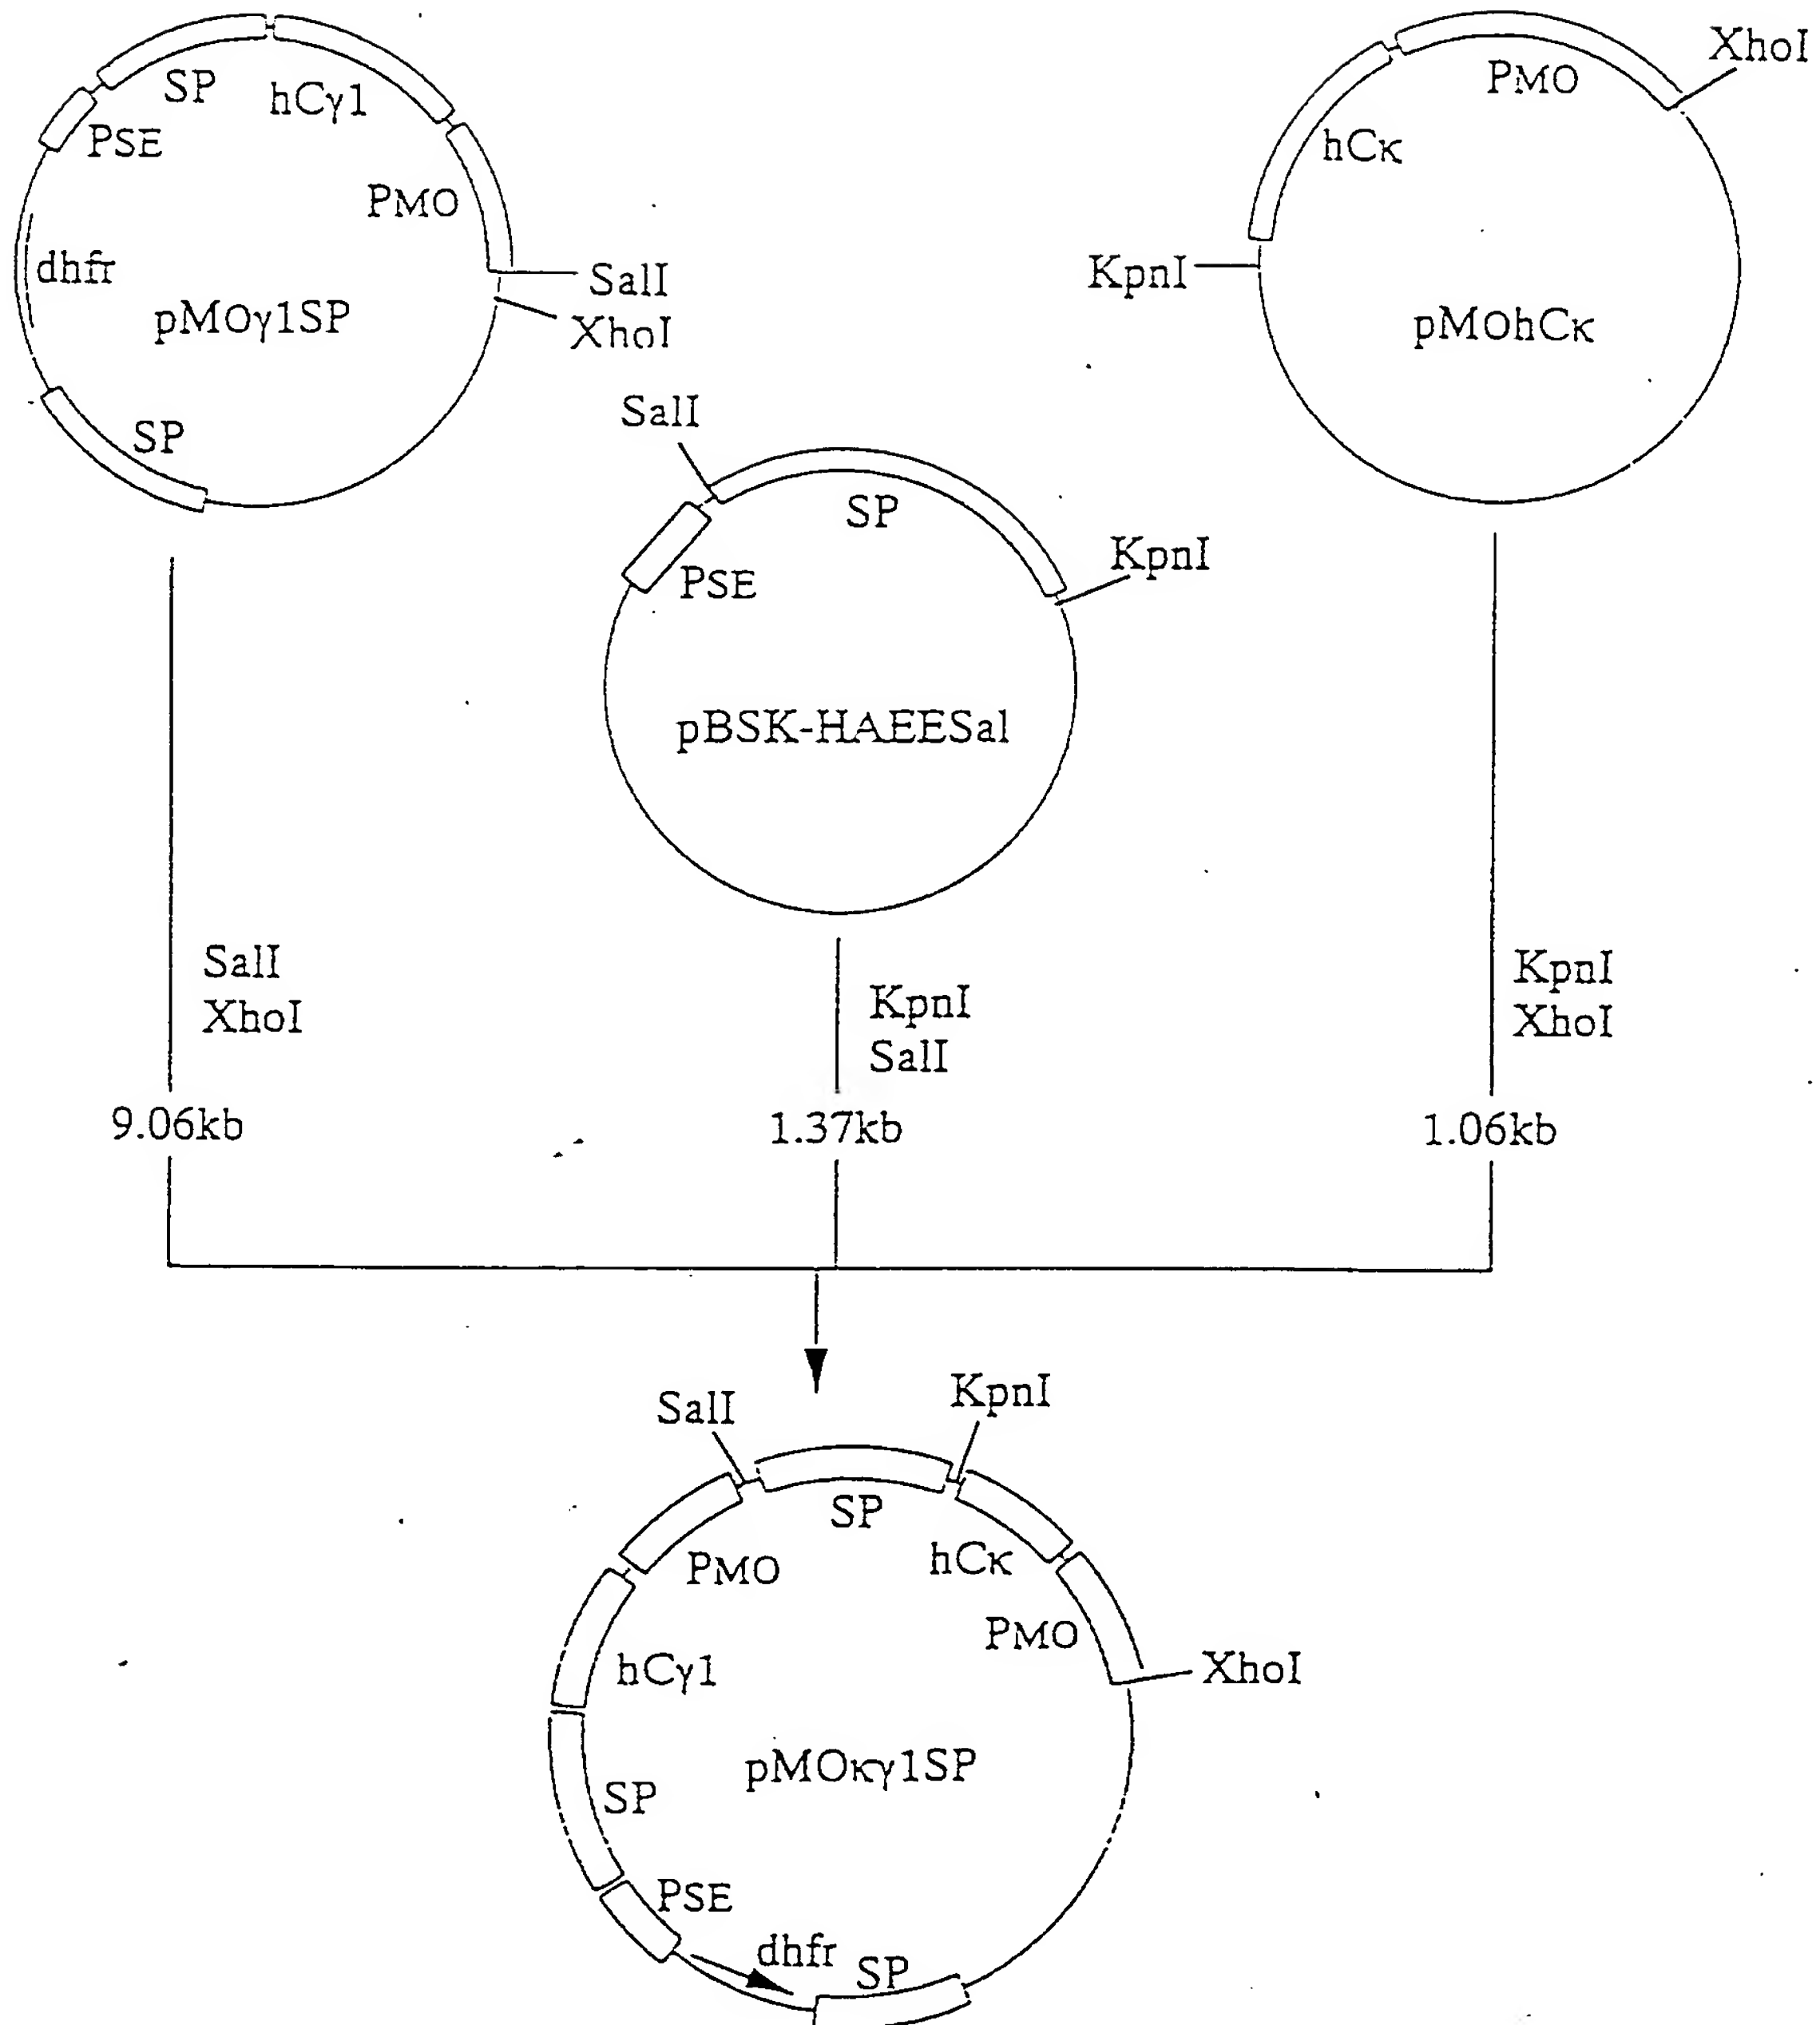 SP
hCγ1
PSE
PMO
dhfr
SalI
pMOγ1SP
XhoI
SP
XhoI
PMO
hCκ
KpnI
pMOhCκ
SalI
SP
KpnI
PSE
pBSK-HAEESal
SalI
XhoI
KpnI
SalI
KpnI
XhoI
9.06kb
1.37kb
1.06kb
SalI
KpnI
SP
PMO
hCκ
PMO
hCγ1
XhoI
pMOκγ1SP
SP
PSE
dhfr
SP